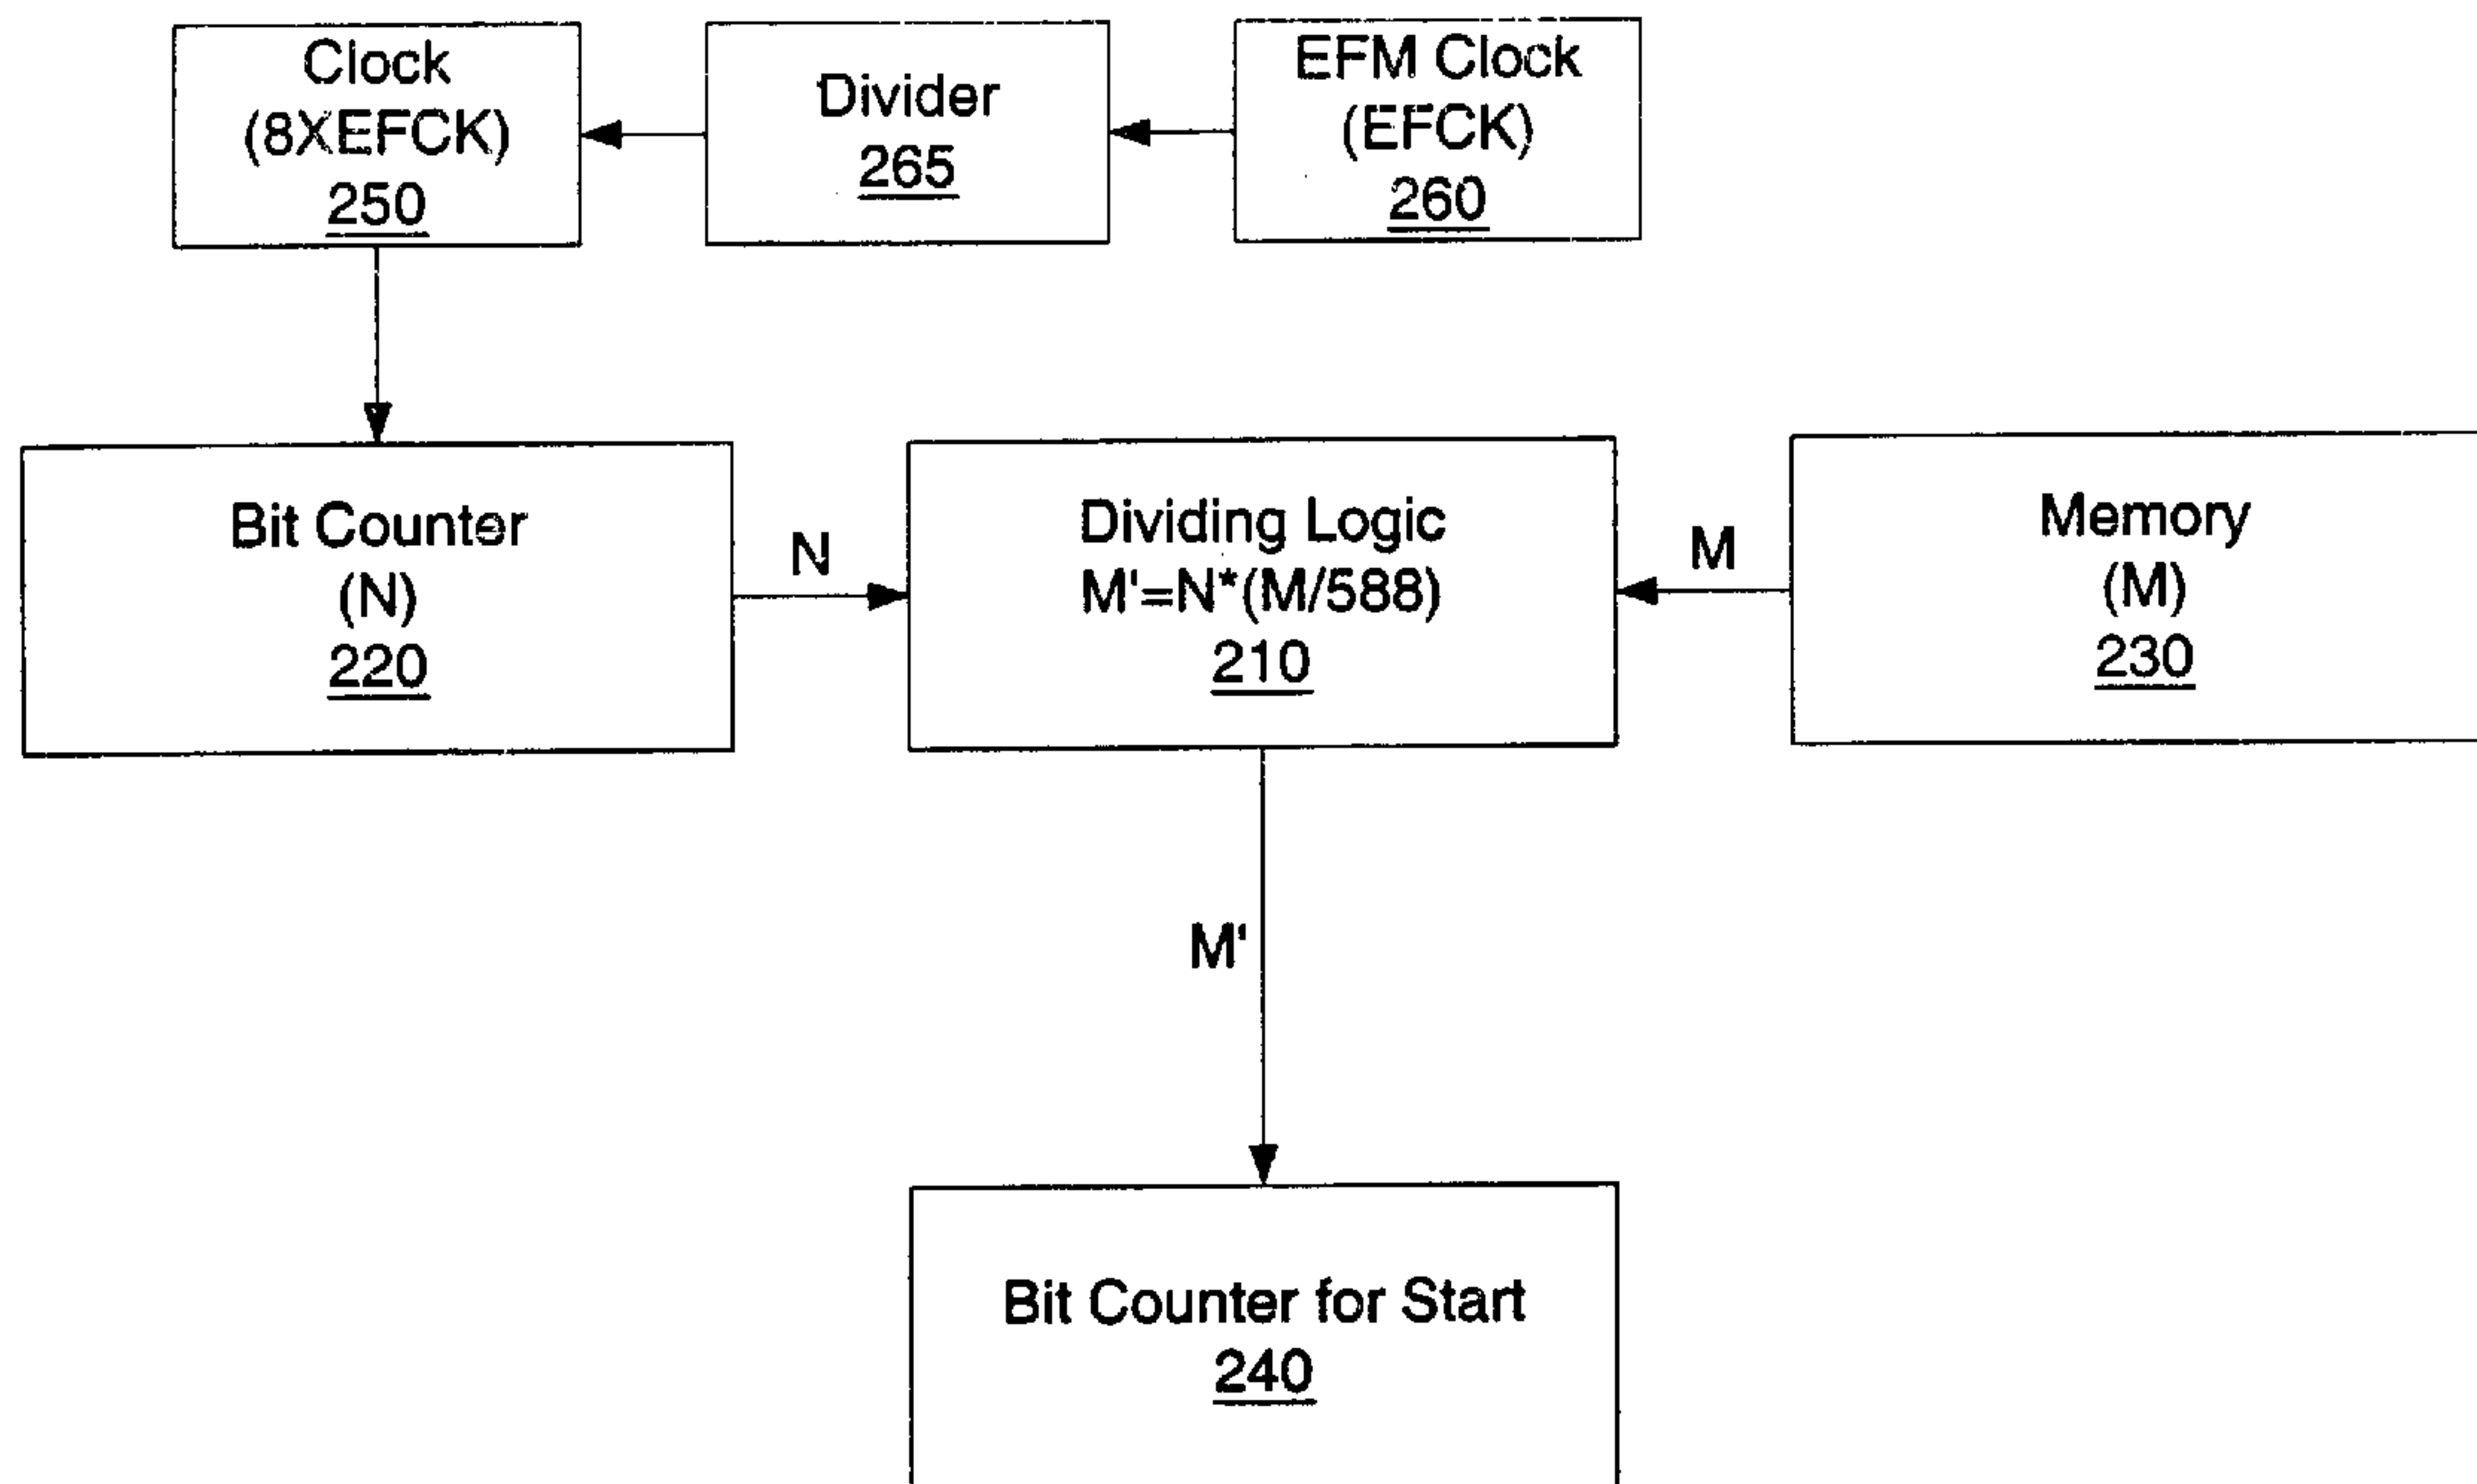 Clock
(8XEFCK)
250
Divider
265
EFM Clock
(EFCK)
260
Bit Counter
(N)
220
N
Dividing Logic
M'=N*(M/588)
210
M
Memory
(M)
230
M'
Bit Counter for Start
240